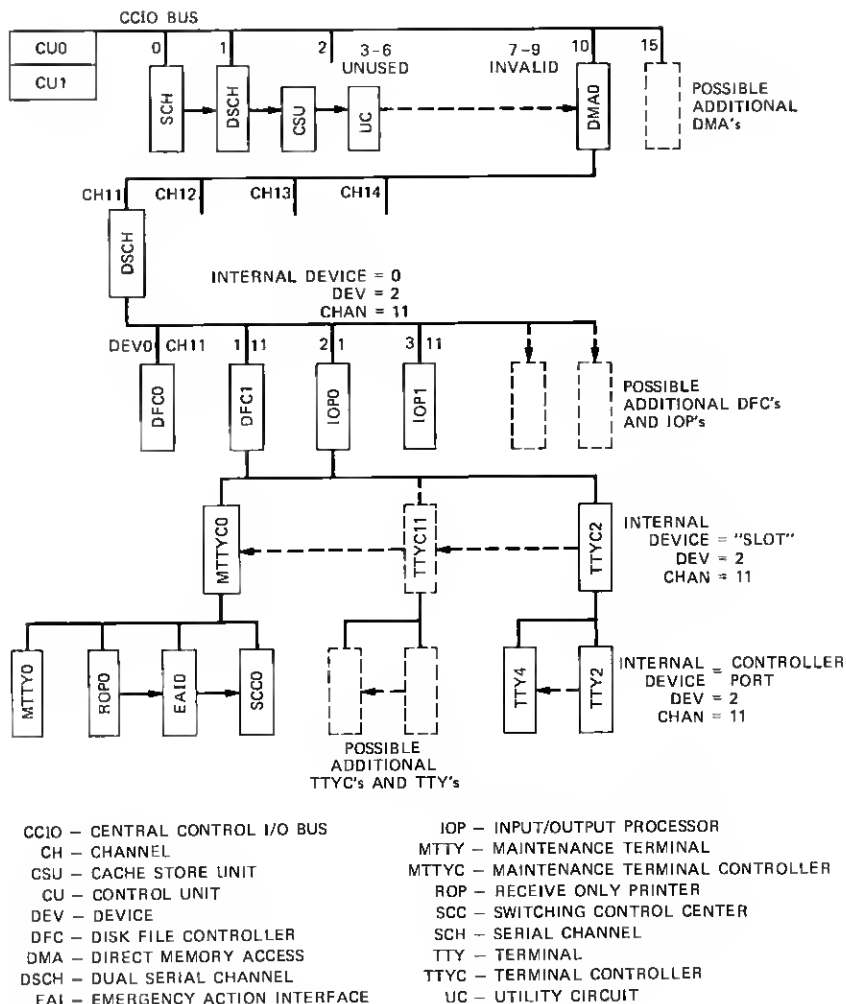 CCIO BUS
CU0
CU1
0
1
2
3–6
UNUSED
7–9
INVALID
10
15
SCH
DSCH
CSU
UC
DMA0
POSSIBLE
ADDITIONAL
DMA's
CH11
CH12
CH13
CH14
DSCH
INTERNAL DEVICE = 0
DEV = 2
CHAN = 11
DEV0 CH11
1 11
2 1
3 11
DFC0
DFC1
IOP0
IOP1
POSSIBLE
ADDITIONAL DFC's
AND IOP's
MTTYC0
TTYC11
TTYC2
INTERNAL
DEVICE = "SLOT"
DEV = 2
CHAN = 11
MTTY0
ROP0
EAI0
SCC0
TTY4
TTY2
INTERNAL = CONTROLLER
DEVICE PORT
DEV = 2
CHAN = 11
POSSIBLE
ADDITIONAL
TTYC's AND TTY's
CCIO – CENTRAL CONTROL I/O BUS
CH – CHANNEL
CSU – CACHE STORE UNIT
CU – CONTROL UNIT
DEV – DEVICE
DFC – DISK FILE CONTROLLER
DMA – DIRECT MEMORY ACCESS
DSCH – DUAL SERIAL CHANNEL
EAI – EMERGENCY ACTION INTERFACE
IOP – INPUT/OUTPUT PROCESSOR
MTTY – MAINTENANCE TERMINAL
MTTYC – MAINTENANCE TERMINAL CONTROLLER
ROP – RECEIVE ONLY PRINTER
SCC – SWITCHING CONTROL CENTER
SCH – SERIAL CHANNEL
TTY – TERMINAL
TTYC – TERMINAL CONTROLLER
UC – UTILITY CIRCUIT